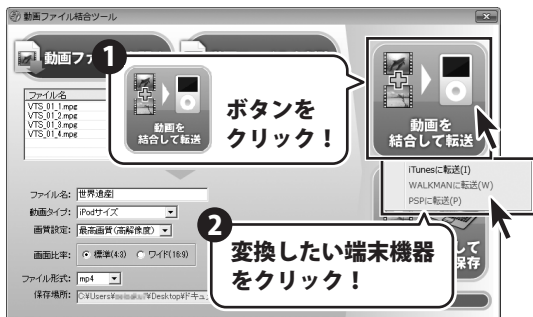 動画ファイル結合ツール
動画ファ
1
ボタンを
クリック！
動画を
結合して転送
動画を
結合して転送
ファイル名
VTS_01_1.mpg
VTS_01_2.mpg
VTS_01_3.mpg
VTS_01_4.mpg
iTunesに転送(I)
WALKMANに転送(W)
PSPに転送(P)
ファイル名: 世界遺産
動画タイプ: iPodサイズ
画質設定: 最高画質(高解像度)
画面比率: 標準(4:3) ワイド(16:9)
ファイル形式: mp4
保存場所: C:¥Users¥ ¥Desktop¥ドキュ
2
変換したい端末機器
をクリック！
して
保存